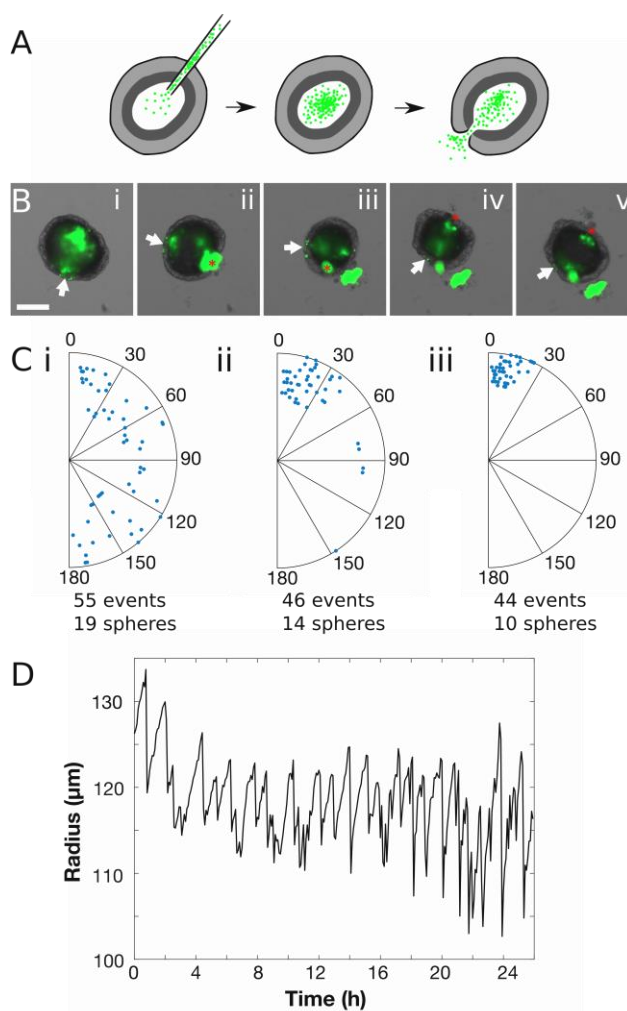 A
B i ii iii iv v
* * * *
C i ii iii
0 0 0
30 30 30
60 60 60
90 90 90
120 120 120
150 150 150
180 180 180
55 events 46 events 44 events
19 spheres 14 spheres 10 spheres
D
130
120
110
100
Radius (μm)
0 4 8 12 16 20 24
Time (h)